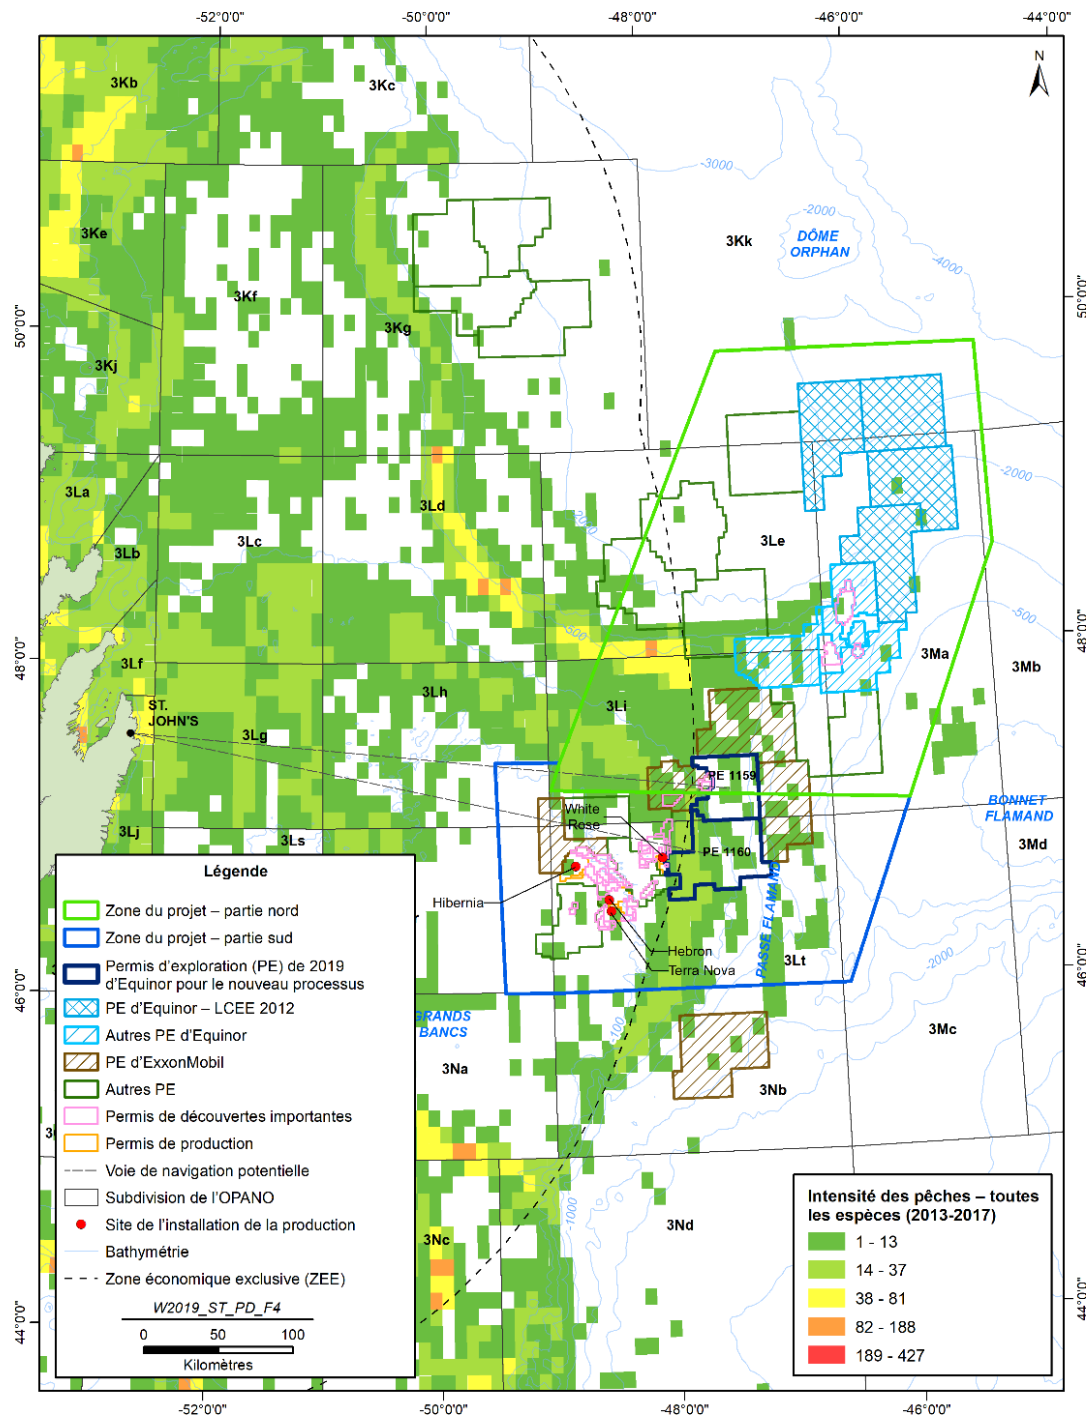 -52°0'0"
-50°0'0"
-48°0'0"
-46°0'0"
-44°0'0"
N
3Kb
3Kc
-3000
-2000
DÔME
ORPHAN
3Ke
3Kk
-4000
3Kf
50°0'0"
50°0'0"
3Kg
3Kj
-2000
3La
3Ld
2000
3Lb
3Lc
3Le
-500
48°0'0"
48°0'0"
-500
3Lf
3Ma
3Mb
3Lh
3Li
ST.
JOHN'S
3Lg
PE 1159
White
Rose
BONNET
FLAMAND
3Lj
3Ls
PE 1160
3Md
Hibernia
PASSE FLAMAND
Hebron
Terra Nova
3Lt
-2000
46°0'0"
46°0'0"
GRANDS
BANCS
-100
3Mc
3Na
3Nb
-1000
3Nd
3Nc
44°0'0"
44°0'0"
Légende
Zone du projet – partie nord
Zone du projet – partie sud
Permis d'exploration (PE) de 2019
d'Equinor pour le nouveau processus
PE d'Equinor – LCEE 2012
Autres PE d'Equinor
PE d'ExxonMobil
Autres PE
Permis de découvertes importantes
Permis de production
Voie de navigation potentielle
Subdivision de l'OPANO
Site de l'installation de la production
Bathymétrie
Zone économique exclusive (ZEE)
W2019_ST_PD_F4
0 50 100
Kilomètres
Intensité des pêches – toutes
les espèces (2013-2017)
1 - 13
14 - 37
38 - 81
82 - 188
189 - 427
-52°0'0"
-50°0'0"
-48°0'0"
-46°0'0"